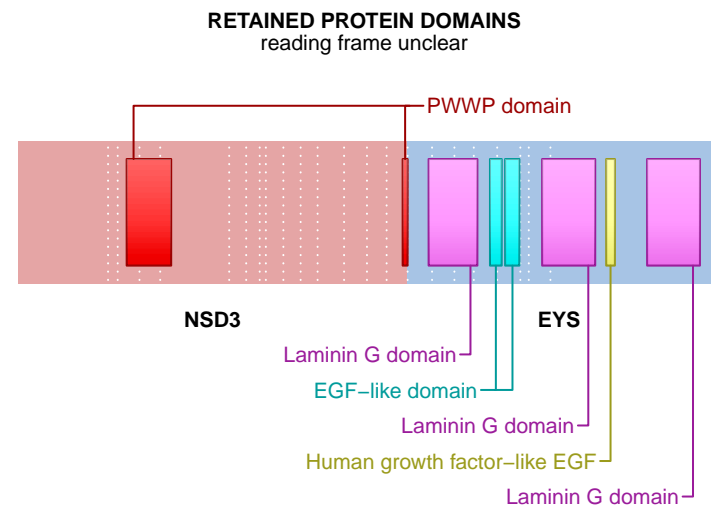 RETAINED PROTEIN DOMAINS
reading frame unclear
PWWP domain
NSD3
EYS
Laminin G domain
EGF−like domain
Laminin G domain
Human growth factor−like EGF
Laminin G domain